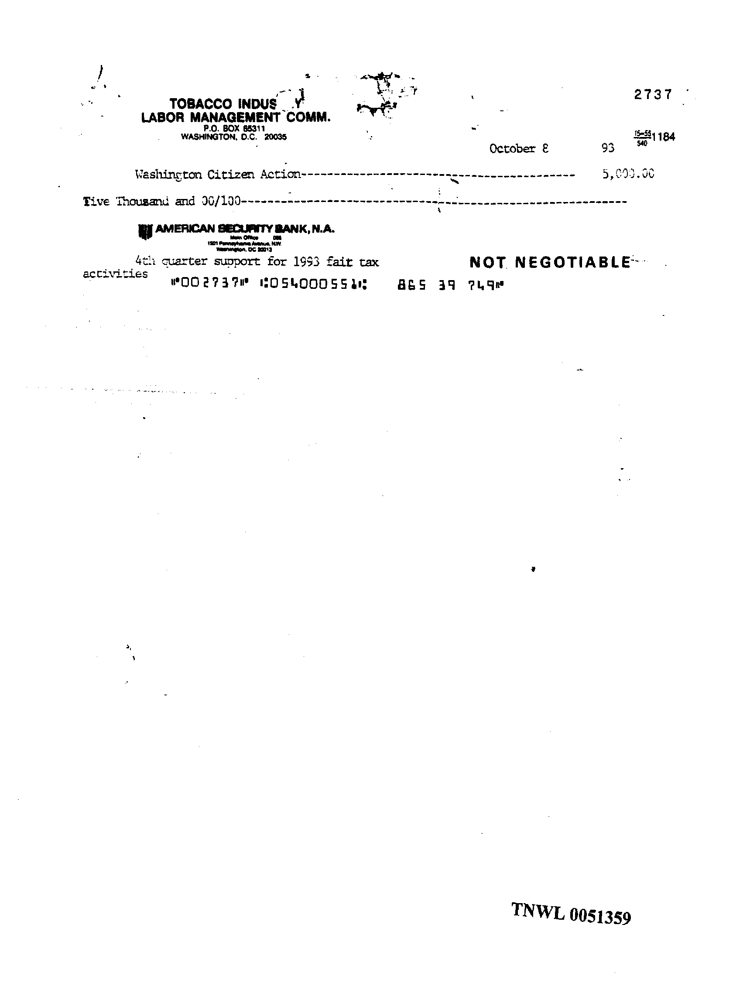 2737
TOBACCO INDUS Y
LABOR MANAGEMENT COMM.
P.O. BOX 65311
WASHINGTON, D.C. 20035
15-55 1184
540
October 8 93
Washington Citizen Action---------------------------------------------------- 5,000.00
Five Thousand and 00/100-----------------------------------------------------------------
AMERICAN SECURITY BANK, N.A.
Main Office
1501 Pennsylvania Avenue, N.W.
Washington, DC 20013
4th quarter support for 1993 fair tax NOT NEGOTIABLE
activities
⑈002737⑈ ⑆054000551⑆ 865 39 749⑈
TNWL 0051359